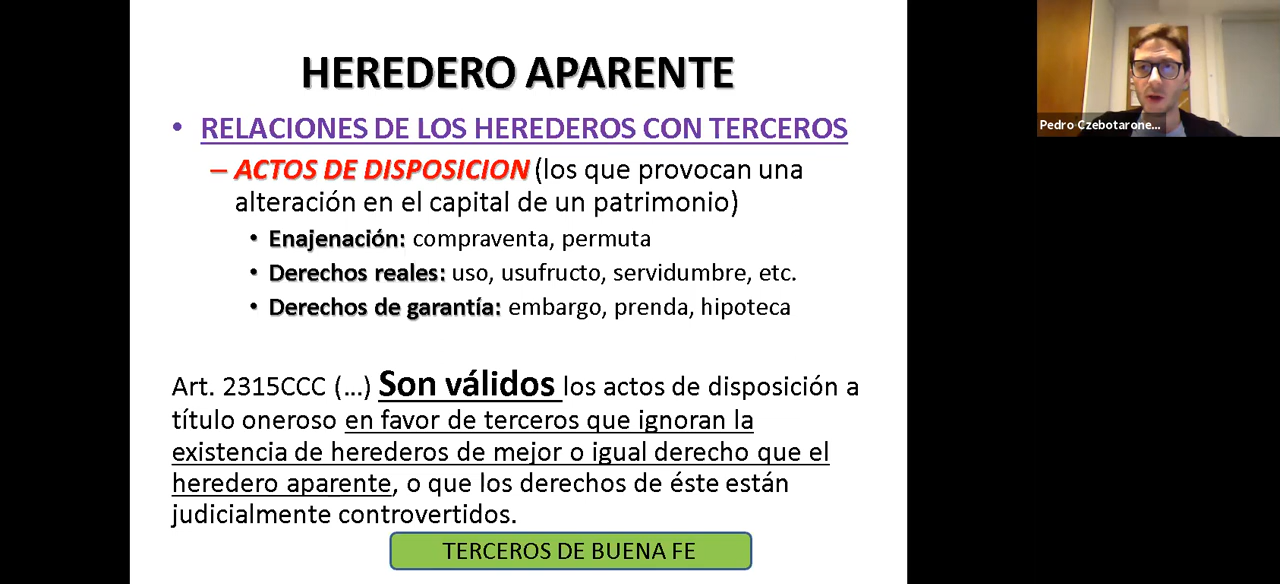 HEREDERO APARENTE
• RELACIONES DE LOS HEREDEROS CON TERCEROS
– ACTOS DE DISPOSICION (los que provocan una
alteración en el capital de un patrimonio)
• Enajenación: compraventa, permuta
• Derechos reales: uso, usufructo, servidumbre, etc.
• Derechos de garantía: embargo, prenda, hipoteca
Art. 2315CCC (...) Son válidos los actos de disposición a
título oneroso en favor de terceros que ignoran la
existencia de herederos de mejor o igual derecho que el
heredero aparente, o que los derechos de éste están
judicialmente controvertidos.
TERCEROS DE BUENA FE
Pedro Czebotarone...